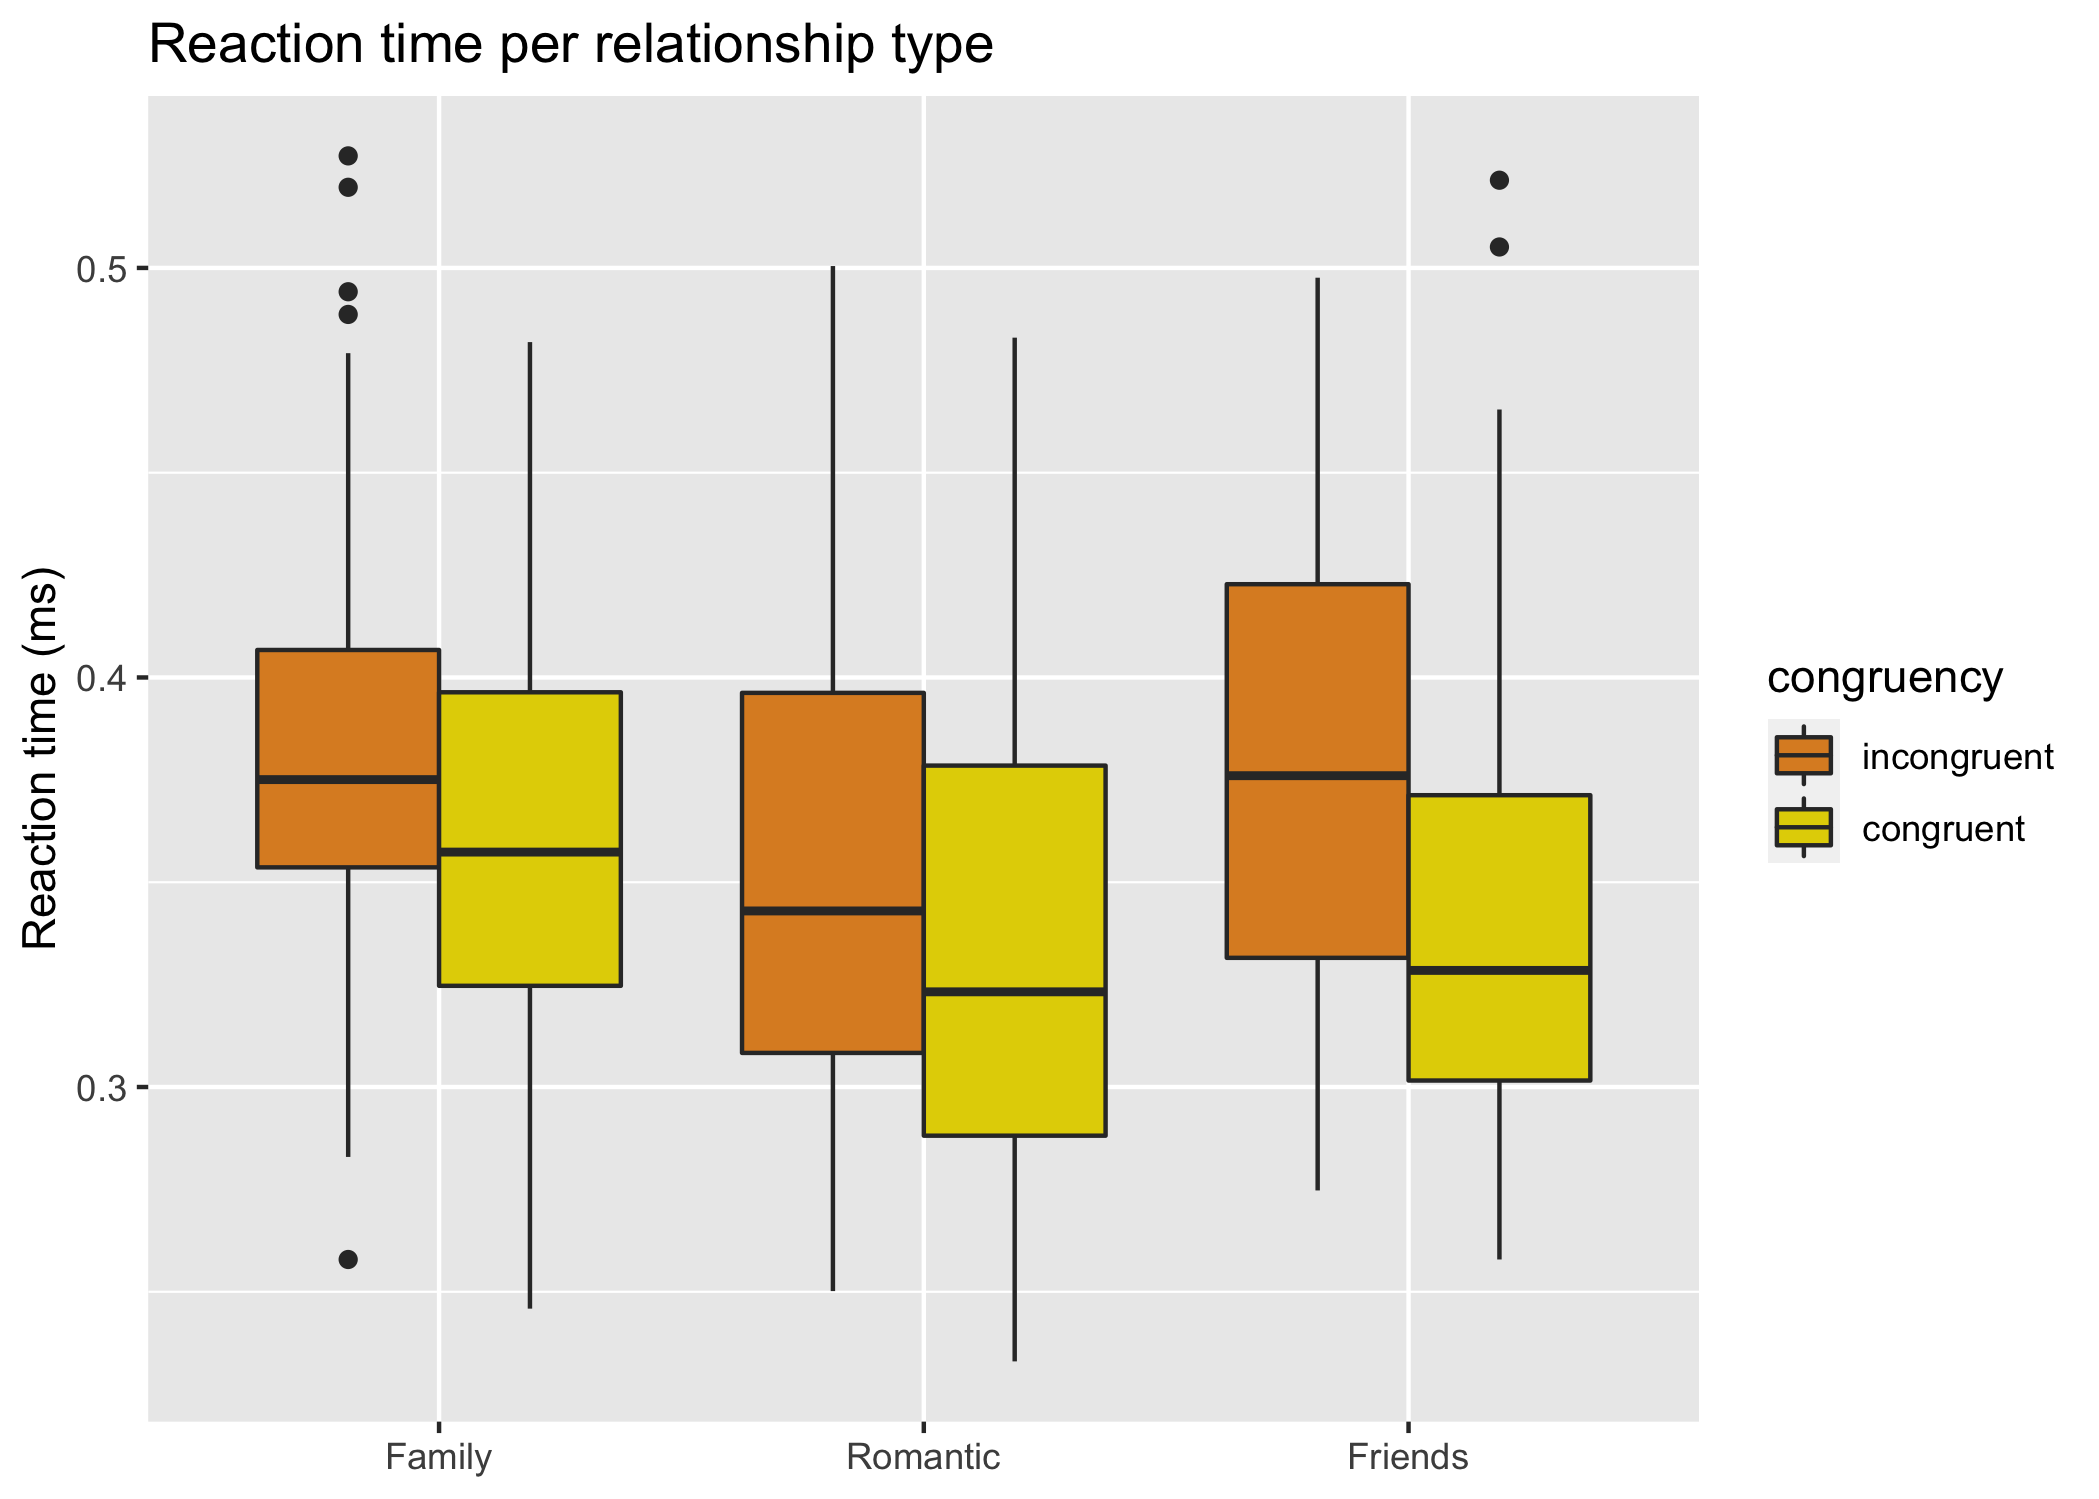 Reaction time per relationship type
Reaction time (ms)
0.5
0.4
0.3
Family
Romantic
Friends
congruency
incongruent
congruent